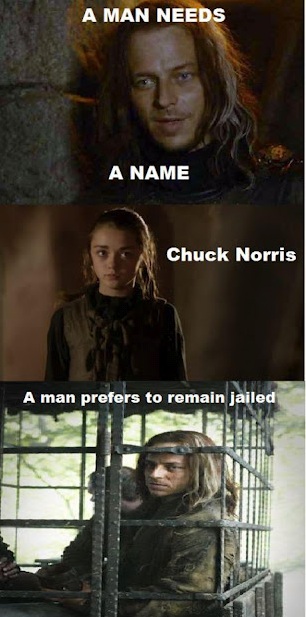 A MAN NEEDS
A NAME
Chuck Norris
A man prefers to remain jailed